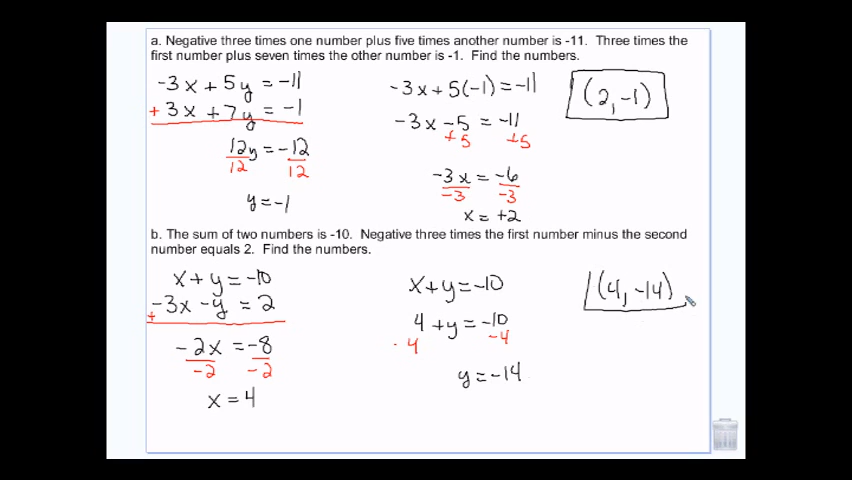 a. Negative three times one number plus five times another number is -11. Three times the
first number plus seven times the other number is -1. Find the numbers.
-3x + 5y = -11
+ 3x + 7y = -1
12y = -12
12 12
y = -1
-3x + 5(-1) = -11
-3x - 5 = -11
+5 +5
-3x = -6
-3 -3
x = +2
(2, -1)
b. The sum of two numbers is -10. Negative three times the first number minus the second
number equals 2. Find the numbers.
x + y = -10
+ -3x - y = 2
-2x = -8
-2 -2
x = 4
x + y = -10
4 + y = -10
-4 -4
y = -14
(4, -14)